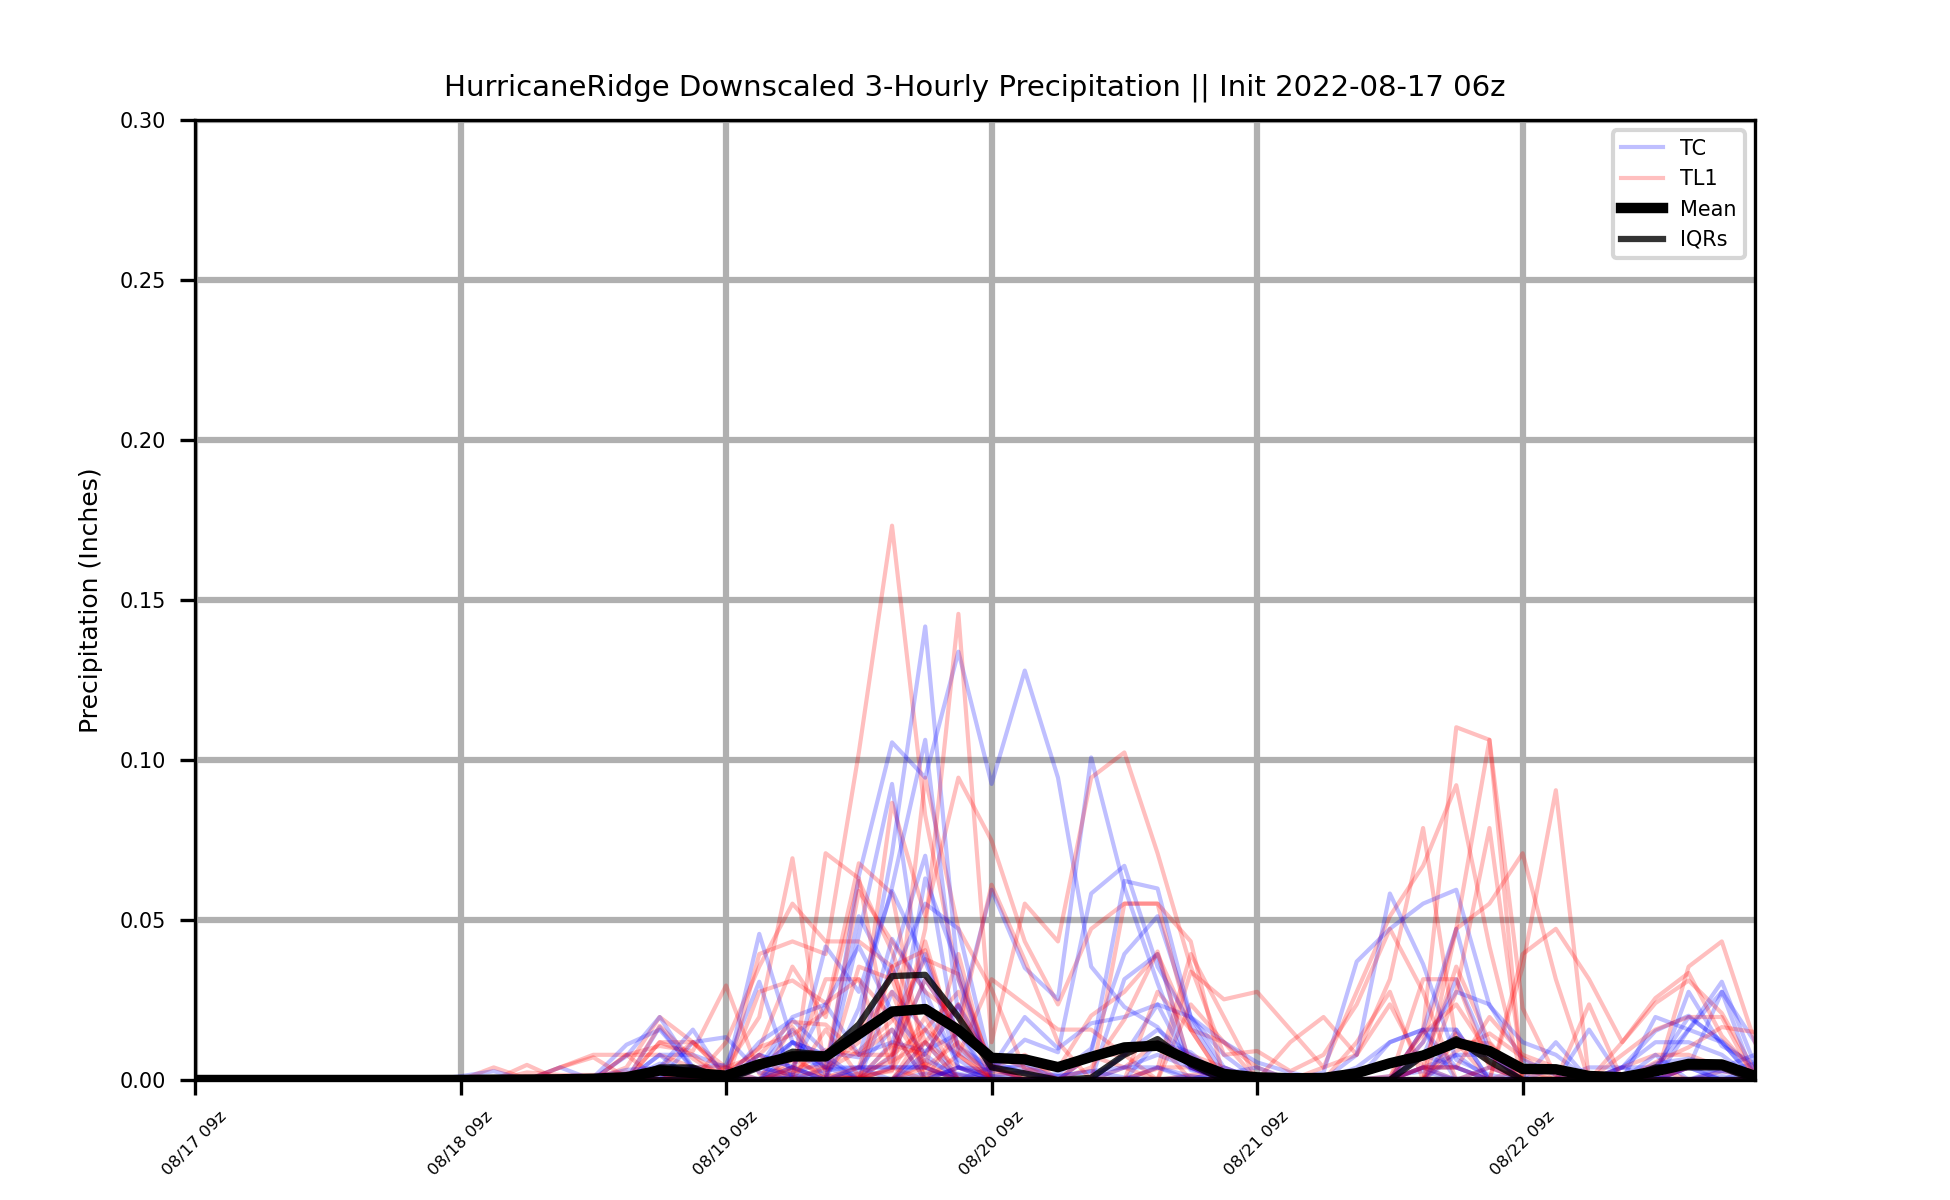 HurricaneRidge Downscaled 3-Hourly Precipitation || Init 2022-08-17 06z
0.30
0.25
0.20
0.15
0.10
0.05
0.00
Precipitation (Inches)
TC
TL1
Mean
IQRs
08/17 09z
08/18 09z
08/19 09z
08/20 09z
08/21 09z
08/22 09z